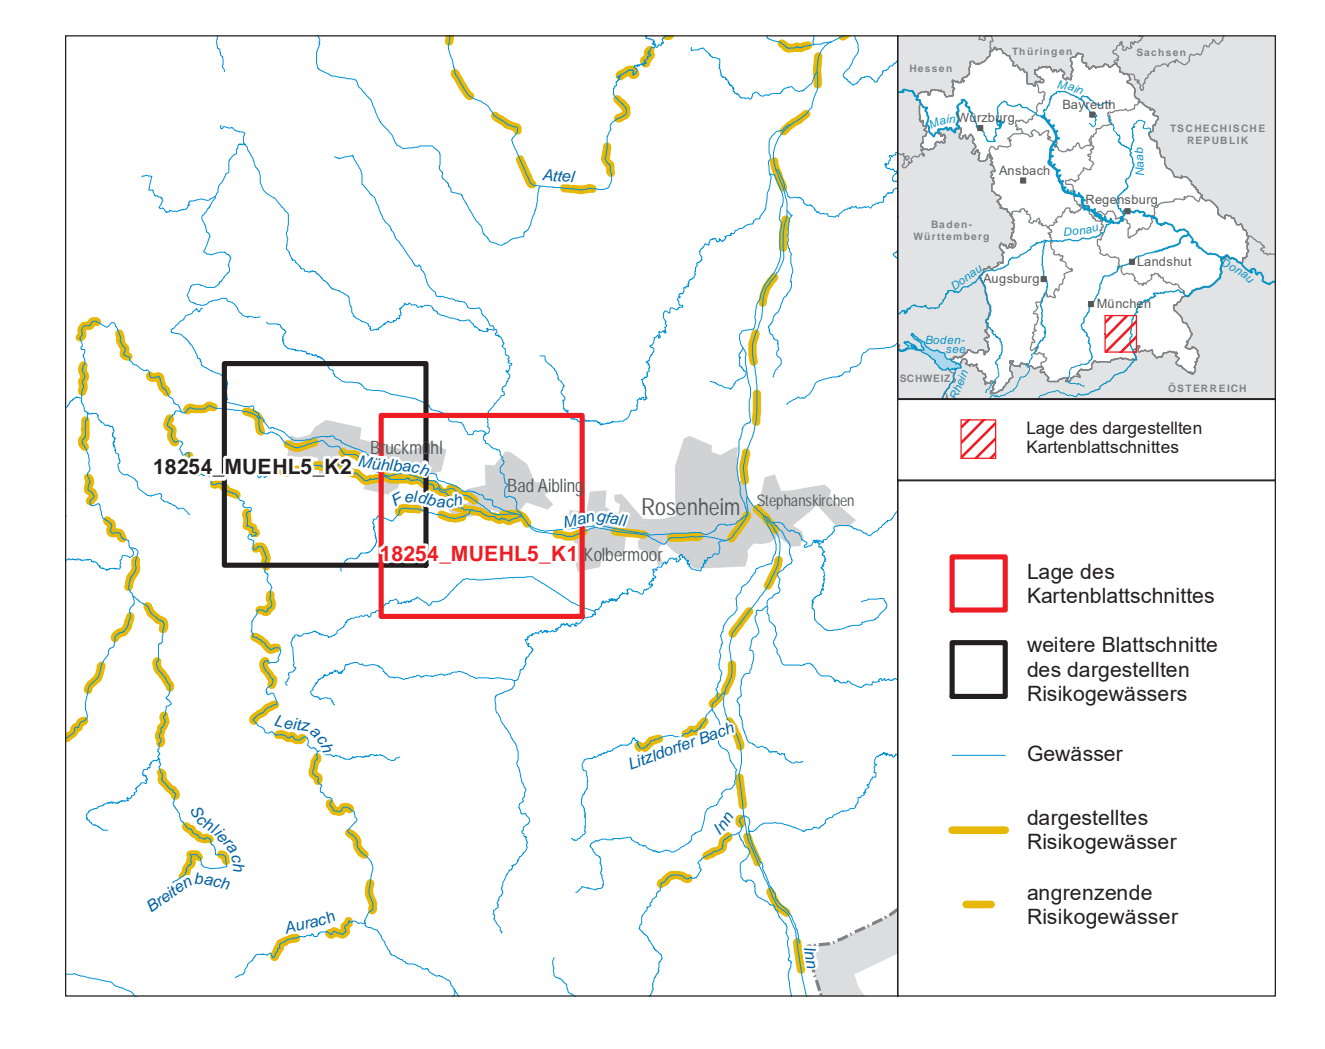 Attel
Bruckmühl
18254_MUEHL5_K2
Mühlbach
Feldbach
Bad Aibling
Mangfall
Rosenheim
Stephanskirchen
18254_MUEHL5_K1
Kolbermoor
Leitzach
Litzldorfer Bach
Inn
Schlierach
Breitenbach
Aurach
Inn
Thüringen
Sachsen
Hessen
Main
Bayreuth
Main
Würzburg
TSCHECHISCHE
REPUBLIK
Naab
Ansbach
Regensburg
Baden-
Württemberg
Donau
Landshut
Donau
Donau
Augsburg
München
Boden-
see
SCHWEIZ
Rhein
ÖSTERREICH
Lage des dargestellten
Kartenblattschnittes
Lage des
Kartenblattschnittes
weitere Blattschnitte
des dargestellten
Risikogewässers
Gewässer
dargestelltes
Risikogewässer
angrenzende
Risikogewässer